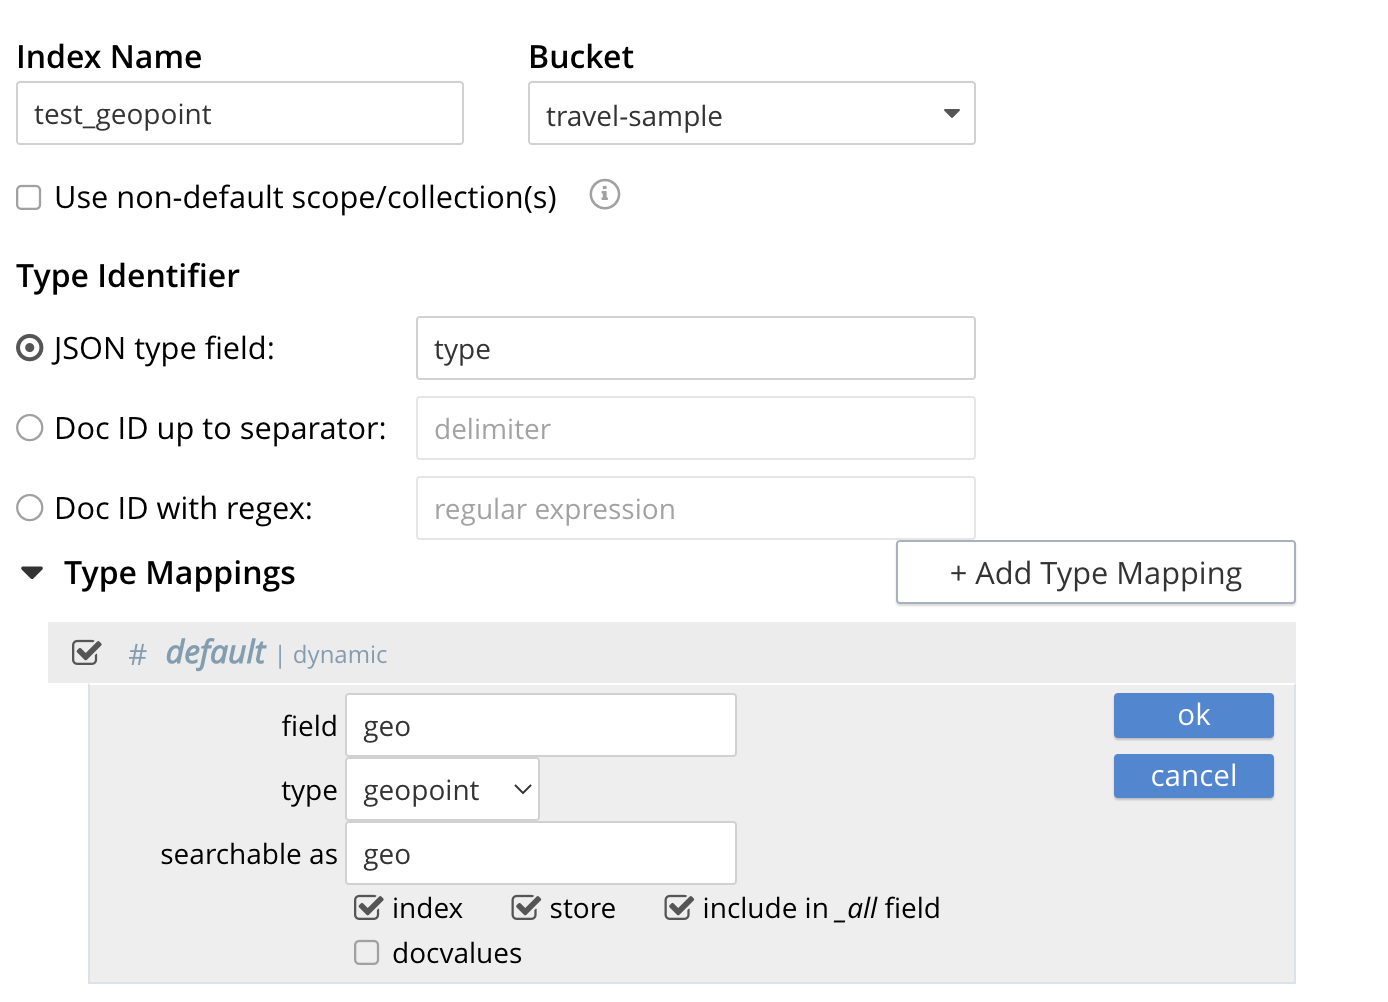 Index Name
Bucket
test_geopoint
travel-sample
Use non-default scope/collection(s)
Type Identifier
JSON type field:
type
Doc ID up to separator:
delimiter
Doc ID with regex:
regular expression
Type Mappings
+ Add Type Mapping
# default | dynamic
field
geo
ok
type
geopoint
cancel
searchable as
geo
index
store
include in _all field
docvalues